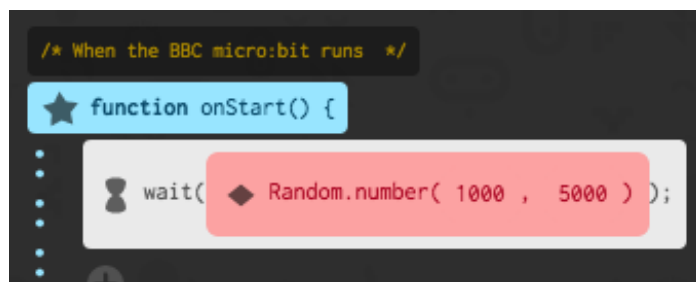 /* When the BBC micro:bit runs */
function onStart() {
wait( Random.number( 1000 , 5000 ) );